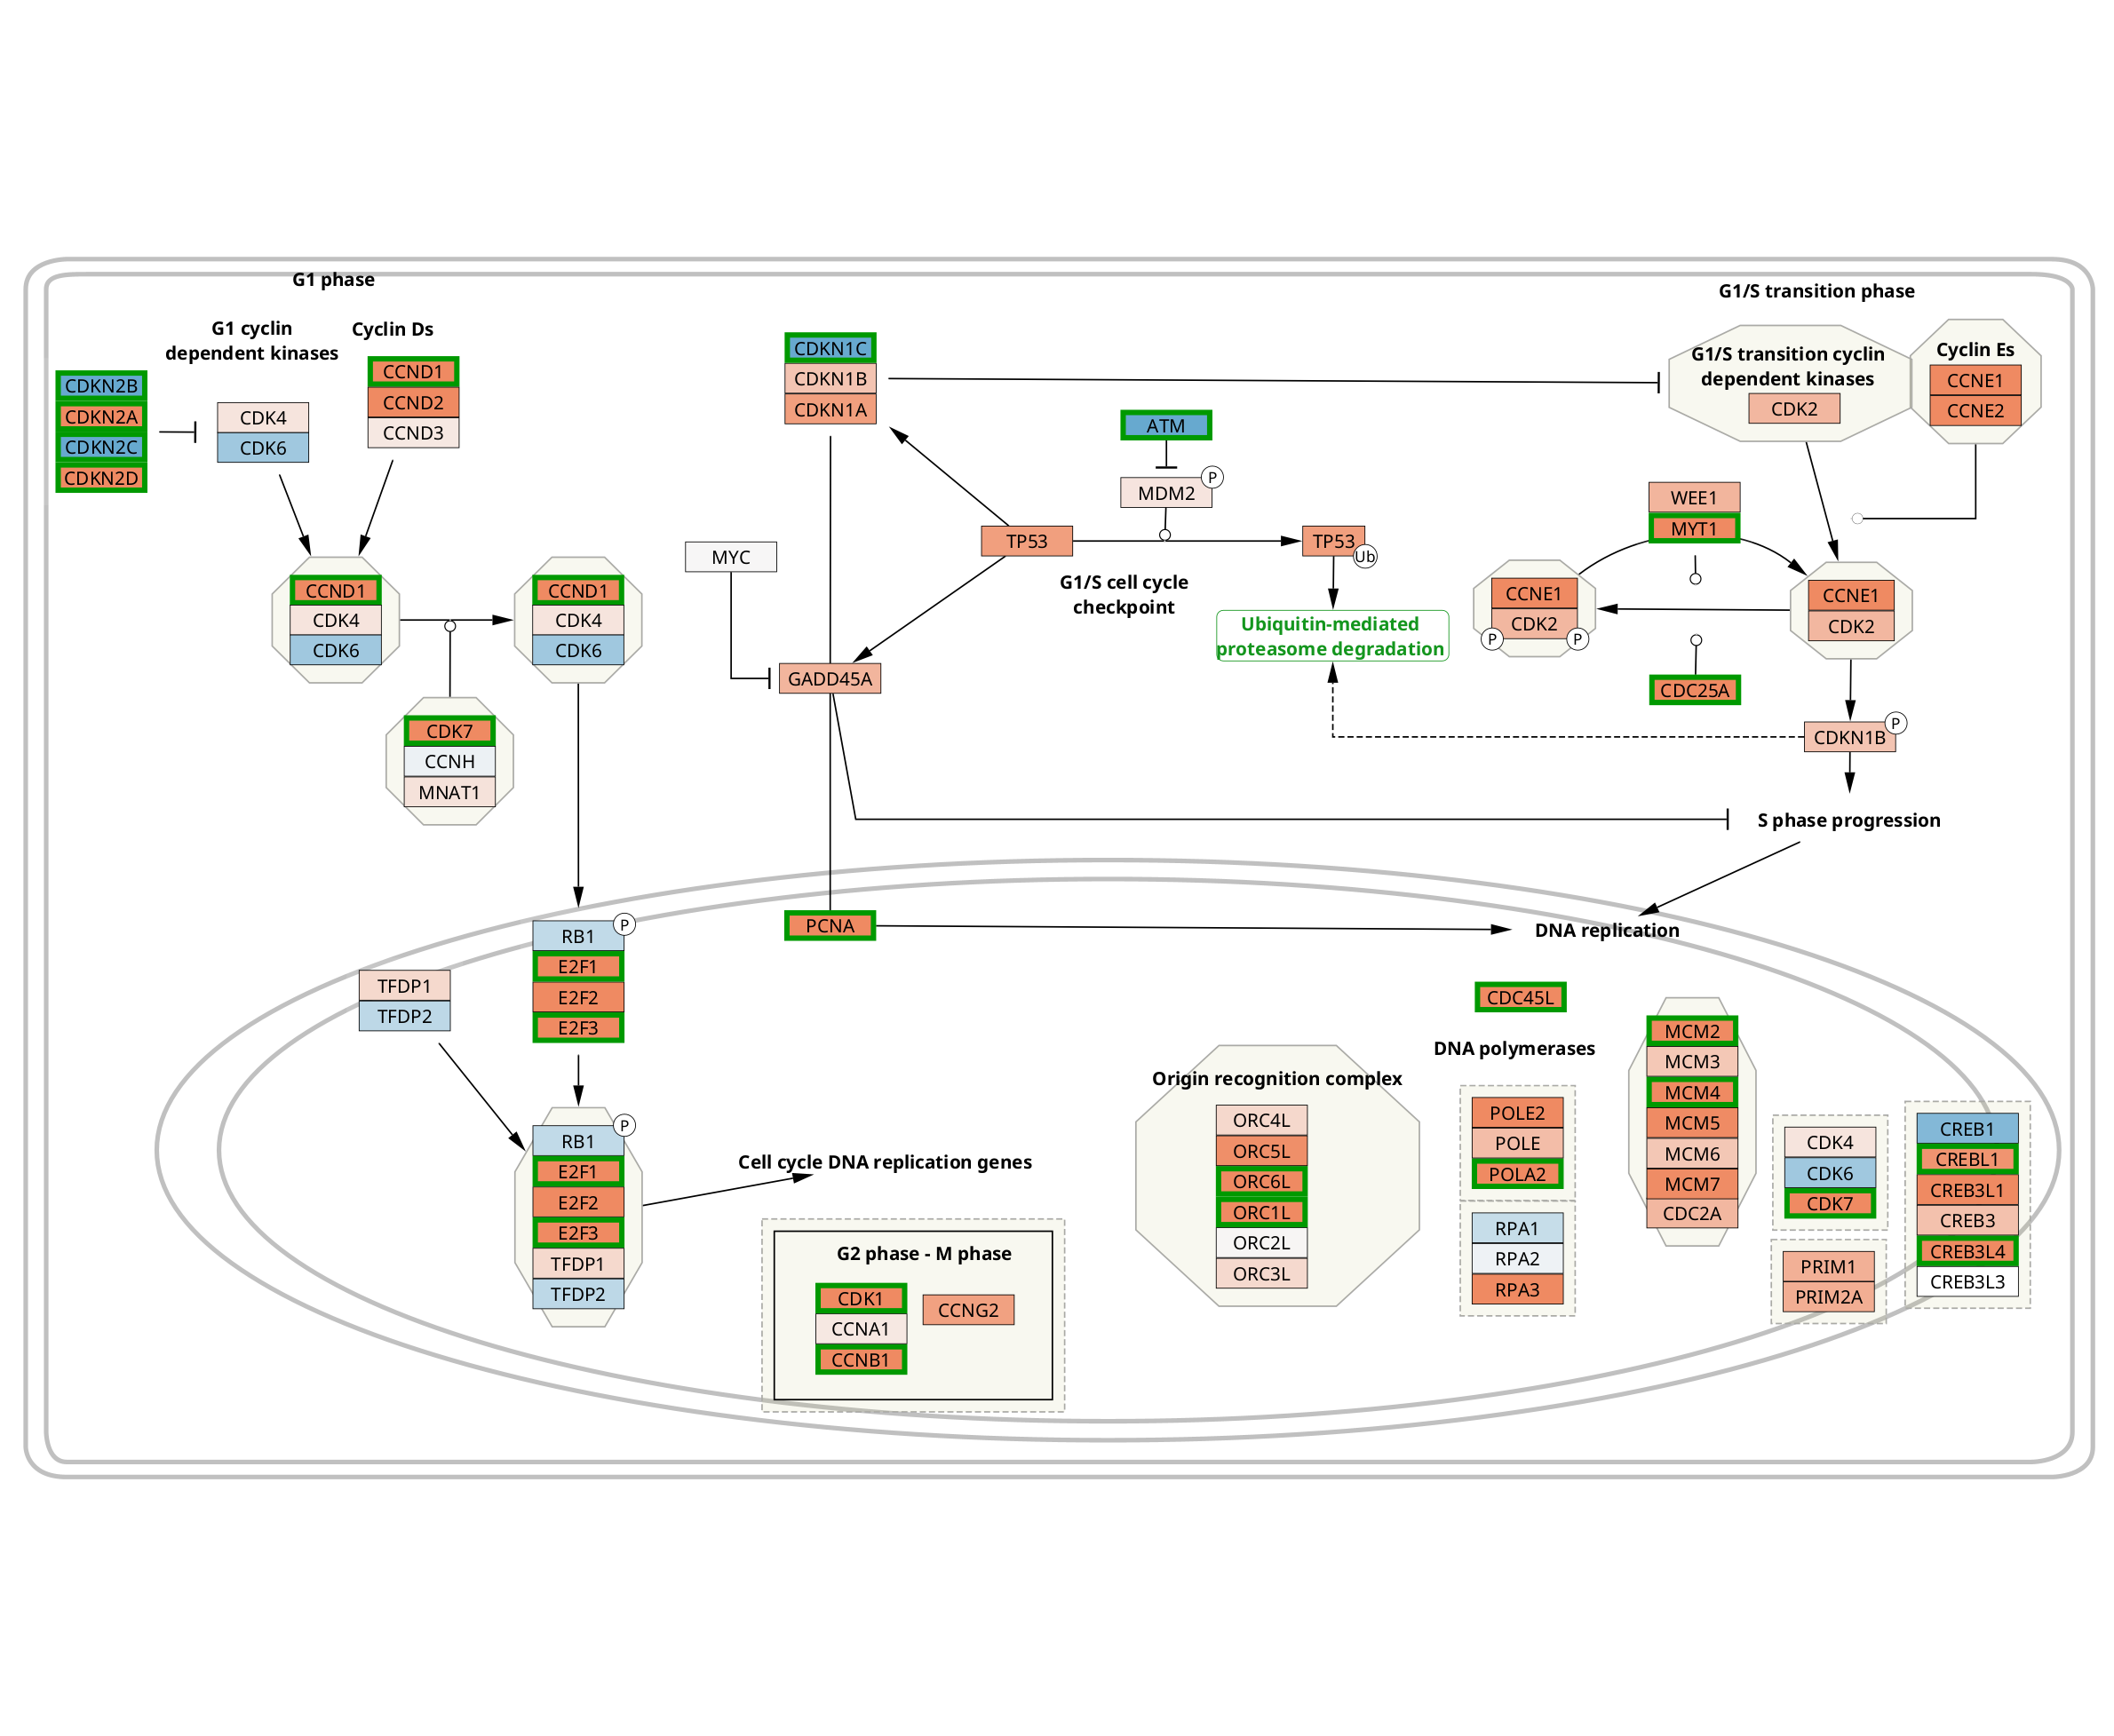 G1 phase
G1 cyclin
dependent kinases
Cyclin Ds
CDKN2B
CDKN2A
CDKN2C
CDKN2D
CDK4
CDK6
CCND1
CCND2
CCND3
CCND1
CDK4
CDK6
CCND1
CDK4
CDK6
CDK7
CCNH
MNAT1
CDKN1C
CDKN1B
CDKN1A
MYC
GADD45A
TP53
ATM
MDM2
P
TP53
Ub
G1/S cell cycle
checkpoint
Ubiquitin-mediated
proteasome degradation
G1/S transition phase
G1/S transition cyclin
dependent kinases
CDK2
Cyclin Es
CCNE1
CCNE2
WEE1
MYT1
CCNE1
CDK2
P
P
CCNE1
CDK2
CDC25A
CDKN1B
P
S phase progression
PCNA
DNA replication
RB1
P
E2F1
E2F2
E2F3
TFDP1
TFDP2
RB1
P
E2F1
E2F2
E2F3
TFDP1
TFDP2
Cell cycle DNA replication genes
G2 phase - M phase
CDK1
CCNA1
CCNB1
CCNG2
Origin recognition complex
ORC4L
ORC5L
ORC6L
ORC1L
ORC2L
ORC3L
CDC45L
DNA polymerases
POLE2
POLE
POLA2
RPA1
RPA2
RPA3
MCM2
MCM3
MCM4
MCM5
MCM6
MCM7
CDC2A
CDK4
CDK6
CDK7
PRIM1
PRIM2A
CREB1
CREBL1
CREB3L1
CREB3
CREB3L4
CREB3L3